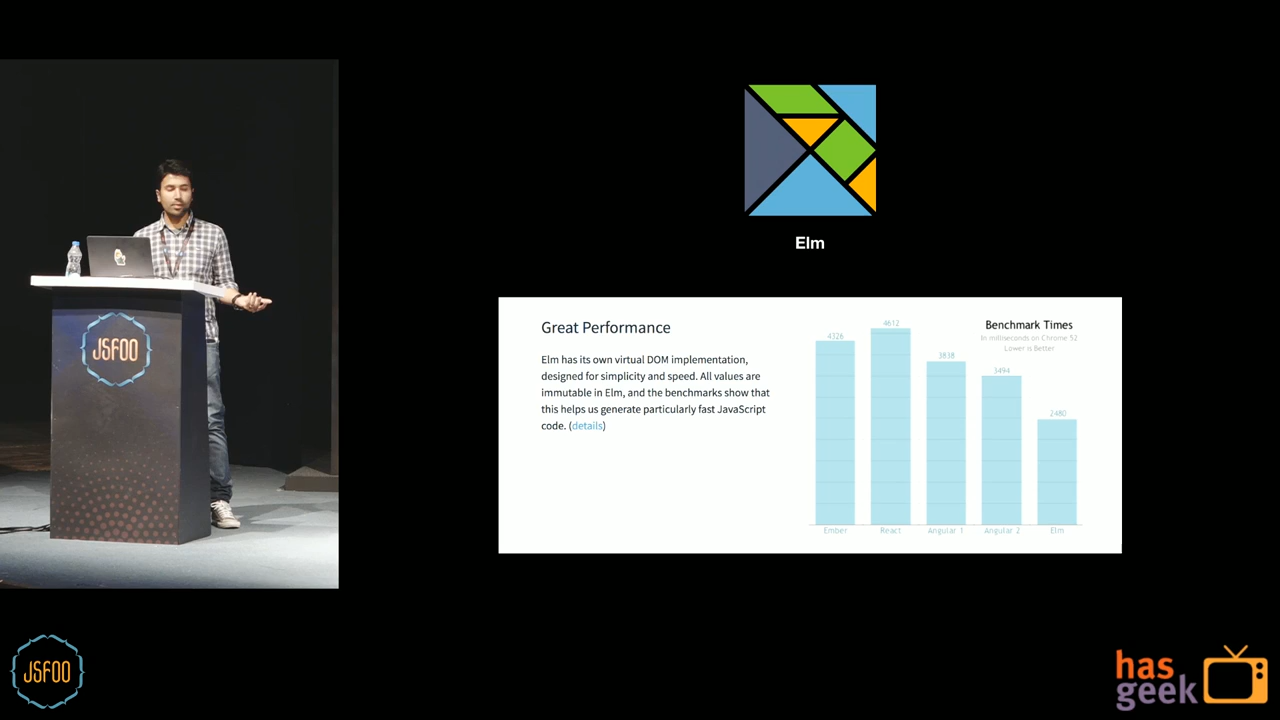 Elm
Great Performance
Elm has its own virtual DOM implementation,
designed for simplicity and speed. All values are
immutable in Elm, and the benchmarks show that
this helps us generate particularly fast JavaScript
code. (details)
Benchmark Times
In milliseconds on Chrome 52
Lower is Better
4326
4612
3838
3494
2480
Ember
React
Angular 1
Angular 2
Elm
JSFOO
JSFOO
has
geek